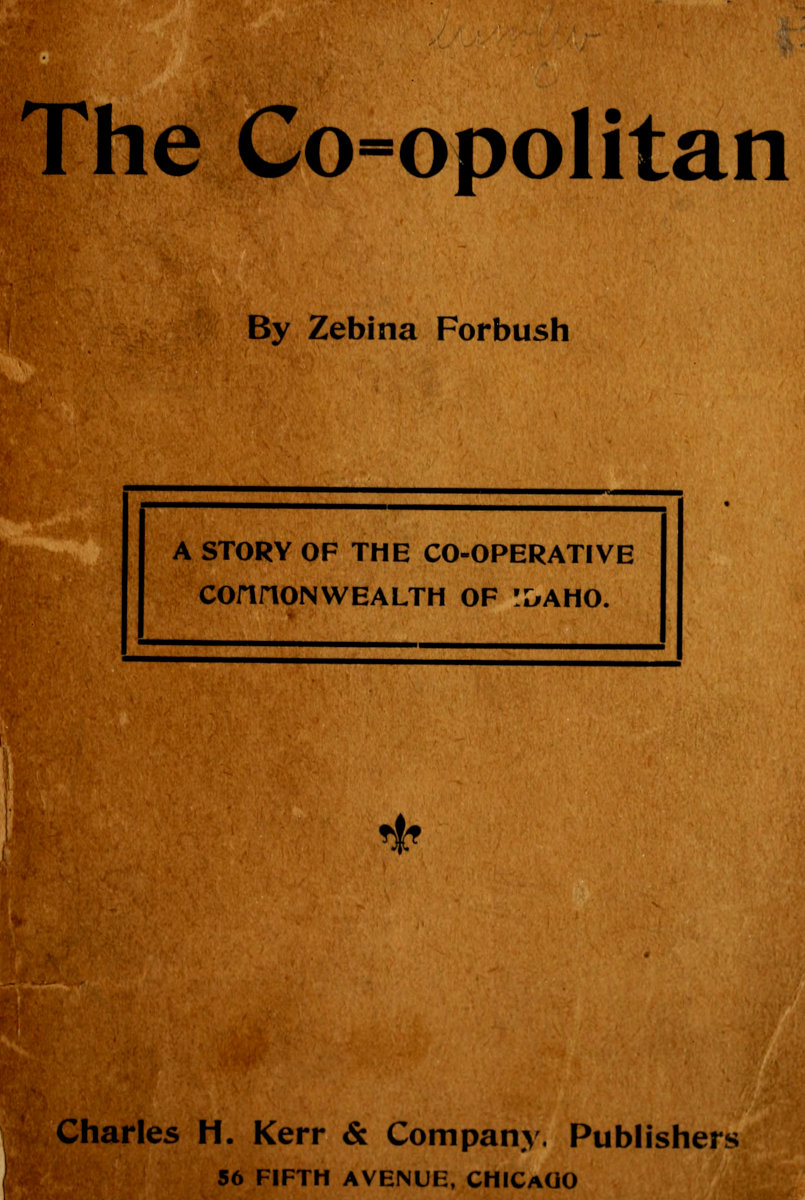 The Co=opolitan
By Zebina Forbush
A STORY OF THE CO-OPERATIVE
COMMONWEALTH OF IDAHO.
Charles H. Kerr & Company, Publishers
56 FIFTH AVENUE, CHICAGO